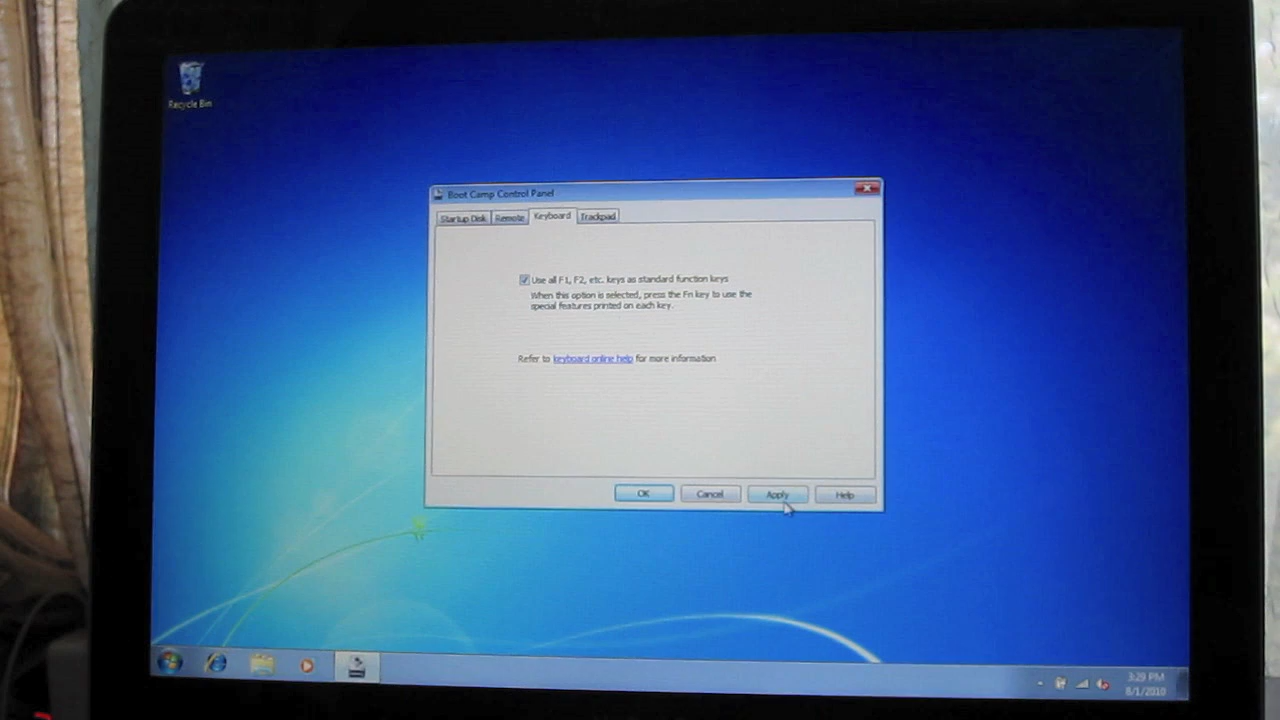 Recycle Bin
Boot Camp Control Panel
Startup Disk Remote Keyboard Trackpad
Use all F1, F2, etc. keys as standard function keys
When this option is selected, press the Fn key to use the
special features printed on each key.
Refer to keyboard online help for more information
OK Cancel Apply Help
3:29 PM
8/1/2010